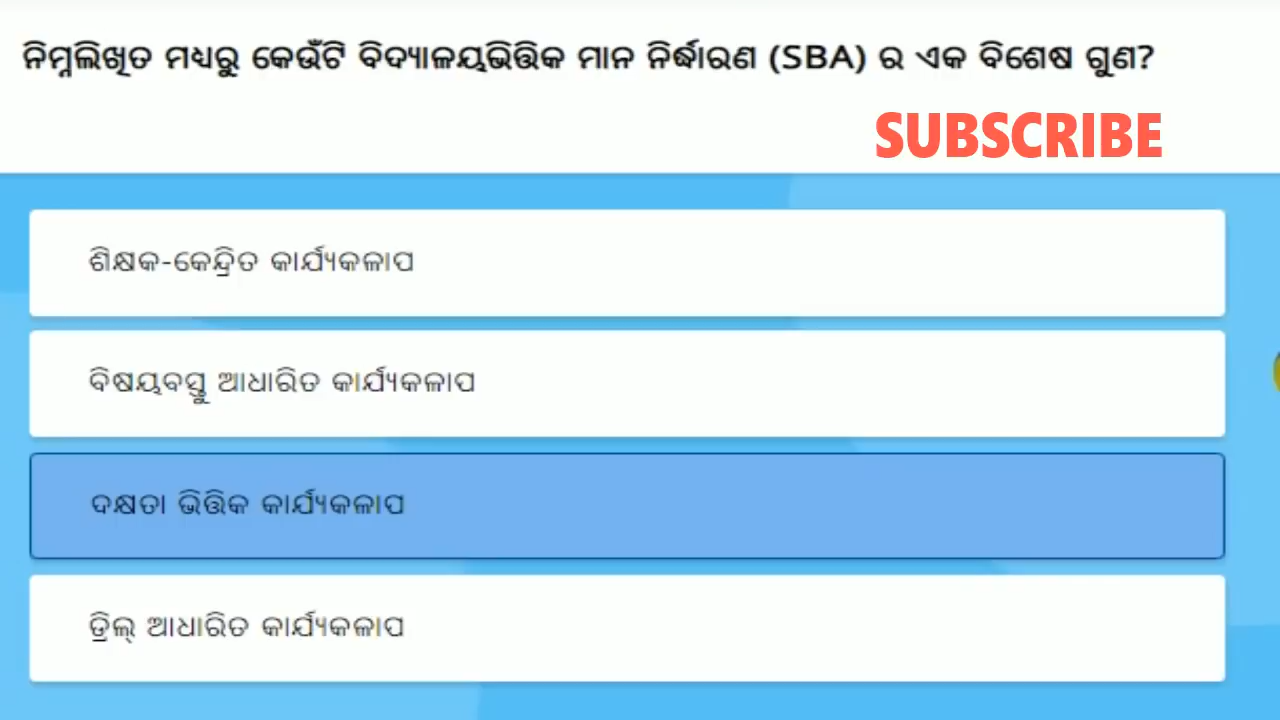 ନିମ୍ନଲିଖିତ ମଧ୍ୟରୁ କେଉଁଟି ବିଦ୍ୟାଳୟଭିତ୍ତିକ ମାନ ନିର୍ଦ୍ଧାରଣ (SBA) ର ଏକ ବିଶେଷ ଗୁଣ?
SUBSCRIBE
ଶିକ୍ଷକ-କେନ୍ଦ୍ରିତ କାର୍ଯ୍ୟକଳାପ
ବିଷୟବସ୍ତୁ ଆଧାରିତ କାର୍ଯ୍ୟକଳାପ
ଦକ୍ଷତା ଭିତ୍ତିକ କାର୍ଯ୍ୟକଳାପ
ଡ୍ରିଲ୍ ଆଧାରିତ କାର୍ଯ୍ୟକଳାପ